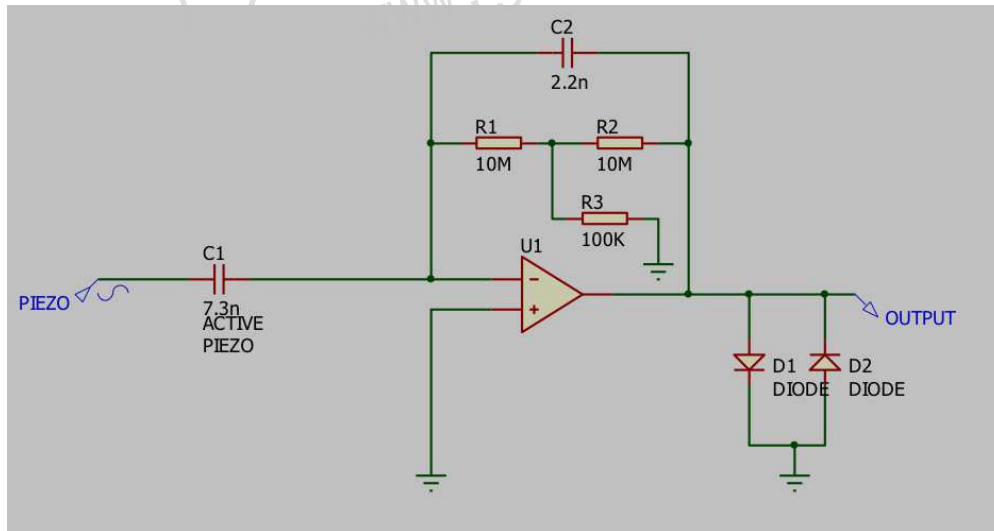 C2
2.2n
R1
10M
R2
10M
R3
100K
U1
C1
7.3n
ACTIVE
PIEZO
PIEZO
OUTPUT
D1
DIODE
D2
DIODE